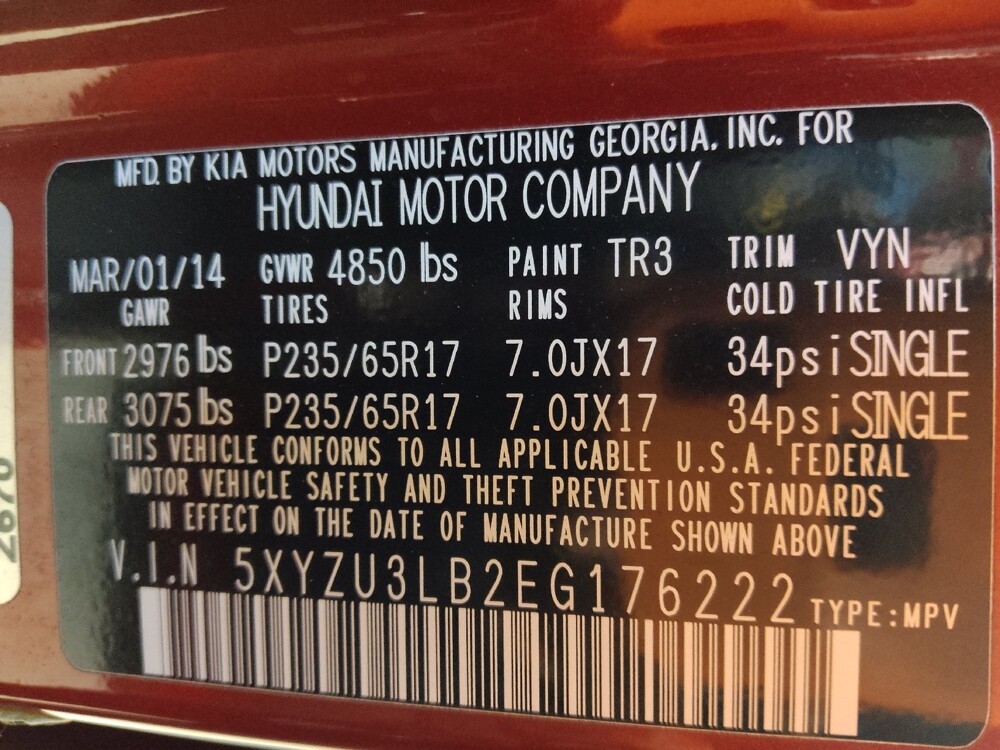 MFD. BY KIA MOTORS MANUFACTURING GEORGIA, INC. FOR
HYUNDAI MOTOR COMPANY
MAR/01/14 GVWR 4850 lbs PAINT TR3 TRIM VYN
GAWR TIRES RIMS COLD TIRE INFL
FRONT 2976 lbs P235/65R17 7.0JX17 34psi SINGLE
REAR 3075 lbs P235/65R17 7.0JX17 34psi SINGLE
THIS VEHICLE CONFORMS TO ALL APPLICABLE U.S.A. FEDERAL
MOTOR VEHICLE SAFETY AND THEFT PREVENTION STANDARDS
IN EFFECT ON THE DATE OF MANUFACTURE SHOWN ABOVE
V.I.N 5XYZU3LB2EG176222 TYPE:MPV